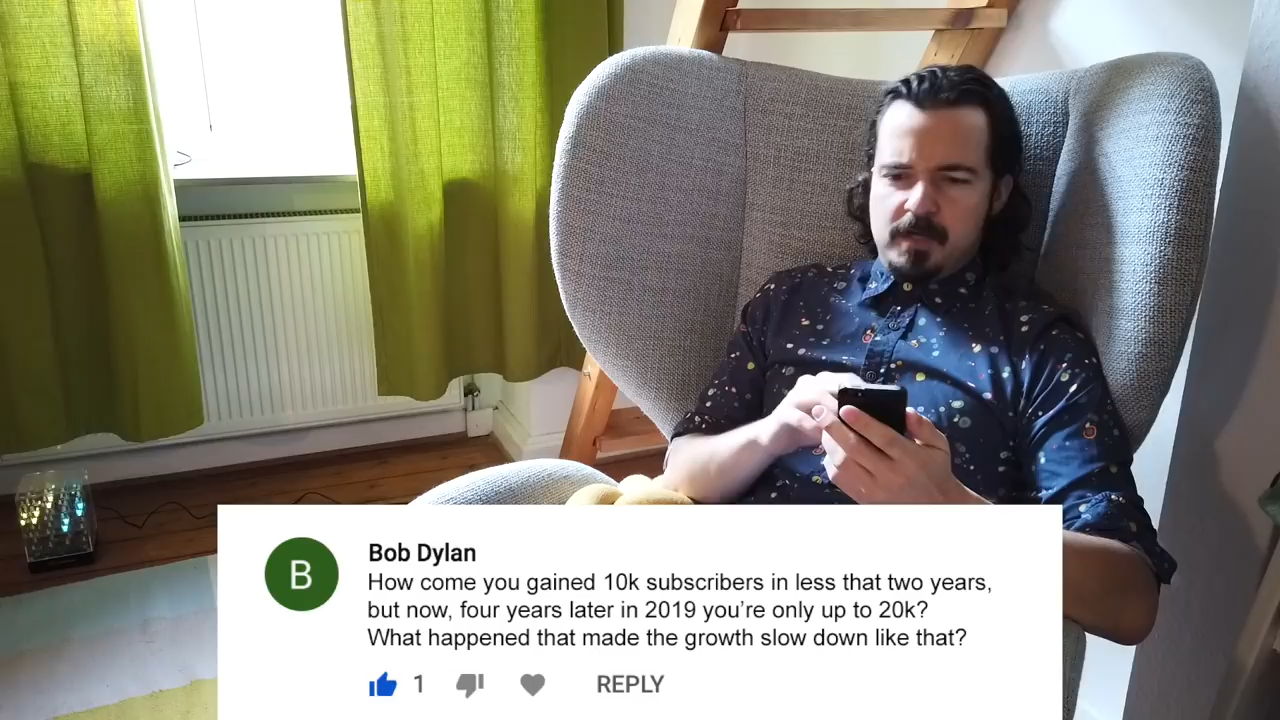 B
Bob Dylan
How come you gained 10k subscribers in less that two years,
but now, four years later in 2019 you're only up to 20k?
What happened that made the growth slow down like that?
1
REPLY